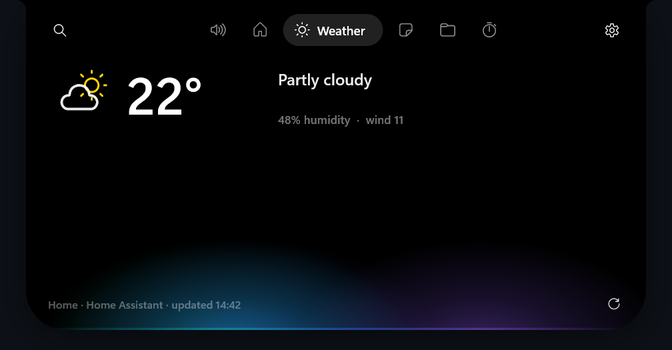 Weather
22°
Partly cloudy
48% humidity · wind 11
Home · Home Assistant · updated 14:42